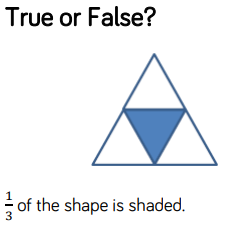 True or False?
1/3 of the shape is shaded.